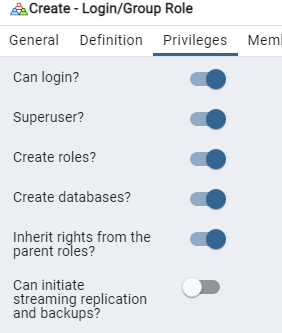 Create - Login/Group Role
General Definition Privileges
Can login?
Superuser?
Create roles?
Create databases?
Inherit rights from the
parent roles?
Can initiate
streaming replication
and backups?